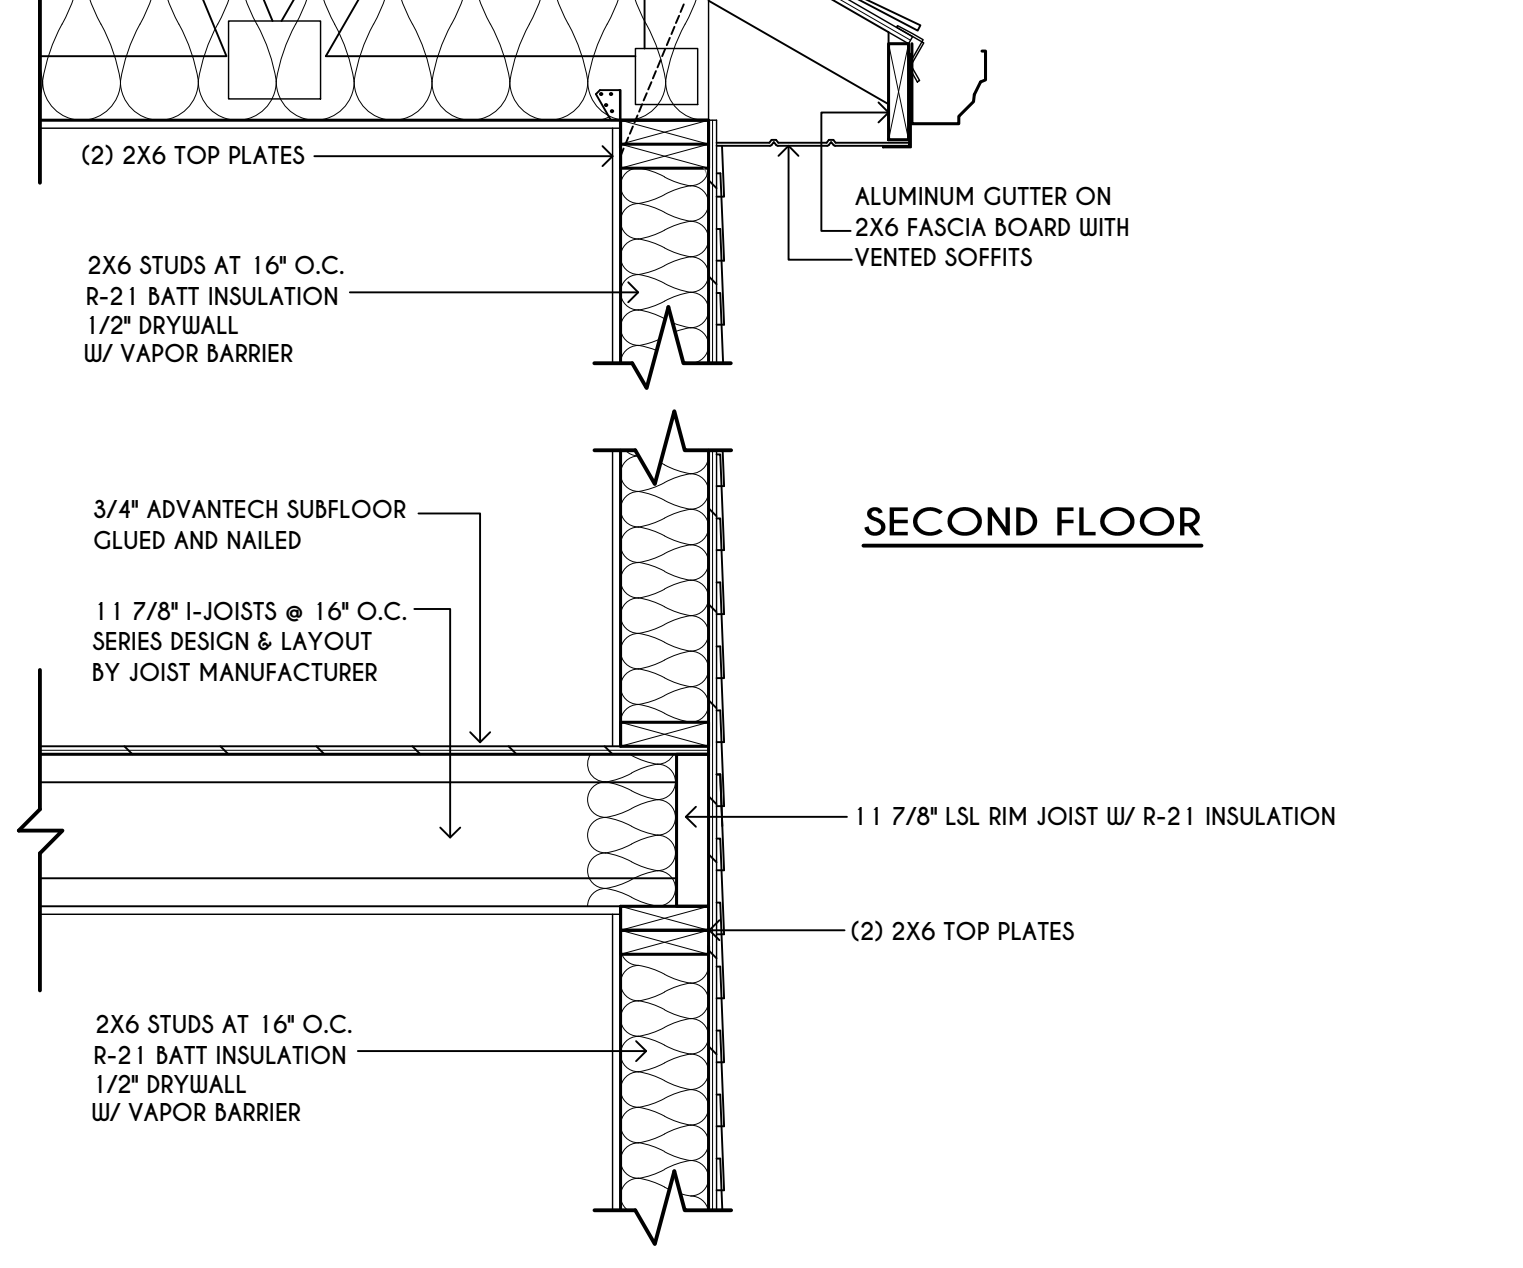 (2) 2X6 TOP PLATES
ALUMINUM GUTTER ON
2X6 FASCIA BOARD WITH
VENTED SOFFITS
2X6 STUDS AT 16" O.C.
R-21 BATT INSULATION
1/2" DRYWALL
W/ VAPOR BARRIER
3/4" ADVANTECH SUBFLOOR
GLUED AND NAILED
SECOND FLOOR
11 7/8" I-JOISTS @ 16" O.C.
SERIES DESIGN & LAYOUT
BY JOIST MANUFACTURER
11 7/8" LSL RIM JOIST W/ R-21 INSULATION
(2) 2X6 TOP PLATES
2X6 STUDS AT 16" O.C.
R-21 BATT INSULATION
1/2" DRYWALL
W/ VAPOR BARRIER